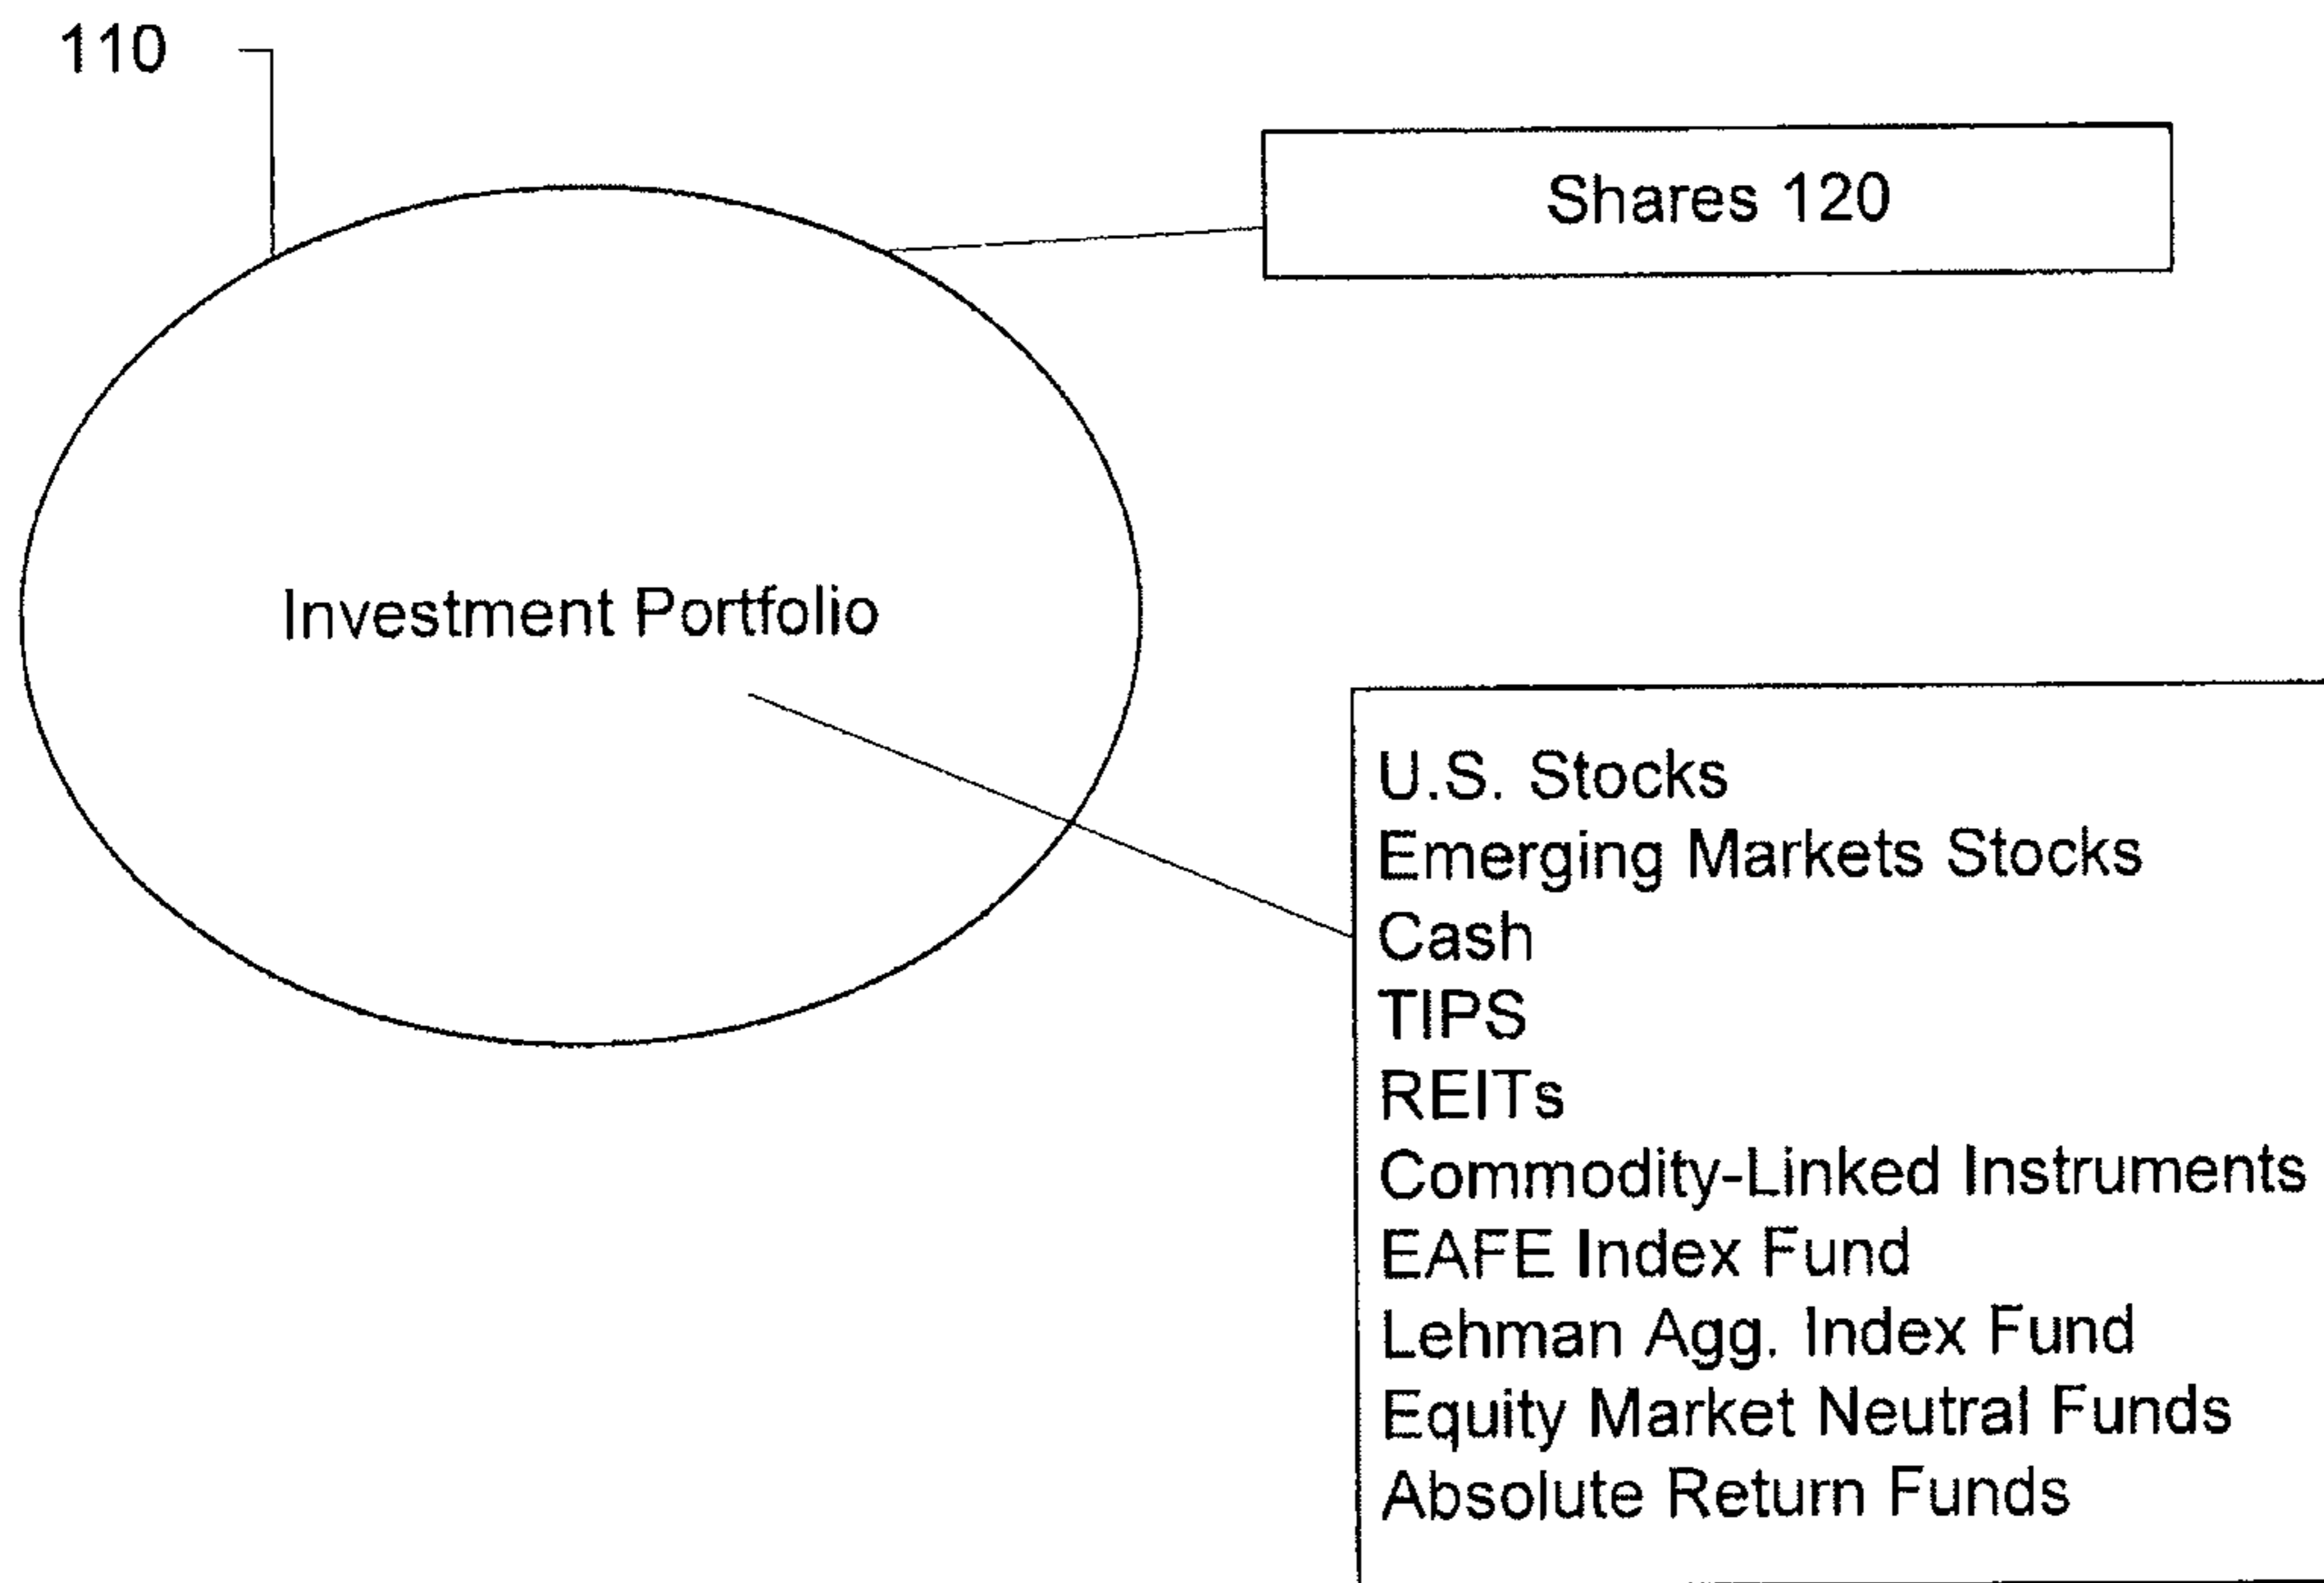 110
Shares 120
Investment Portfolio
U.S. Stocks
Emerging Markets Stocks
Cash
TIPS
REITs
Commodity-Linked Instruments
EAFE Index Fund
Lehman Agg. Index Fund
Equity Market Neutral Funds
Absolute Return Funds